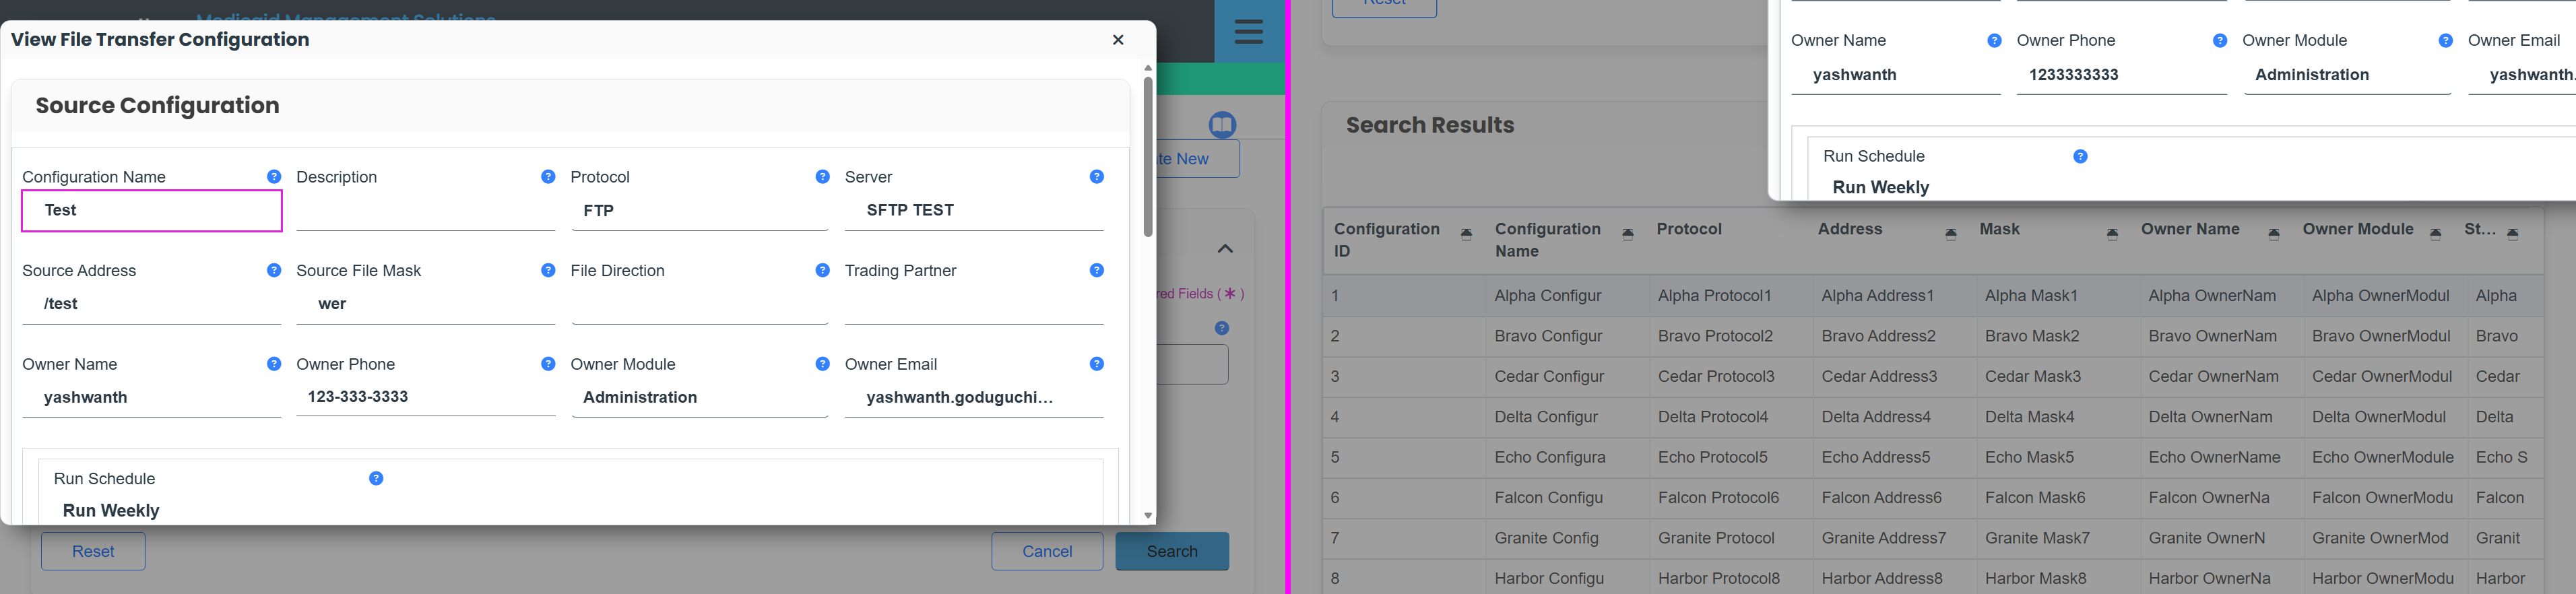 Medicaid Management Solutions
View File Transfer Configuration
Source Configuration
Configuration Name
Description
Protocol
Server
Test
FTP
SFTP TEST
Source Address
Source File Mask
File Direction
Trading Partner
/test
wer
Owner Name
Owner Phone
Owner Module
Owner Email
yashwanth
123-333-3333
Administration
yashwanth.goduguchi...
Run Schedule
Run Weekly
te New
red Fields ( * )
Reset
Cancel
Search
Reset
Owner Name
Owner Phone
Owner Module
Owner Email
yashwanth
1233333333
Administration
yashwanth.
Run Schedule
Run Weekly
Search Results
Configuration ID
Configuration Name
Protocol
Address
Mask
Owner Name
Owner Module
St...
1 Alpha Configur Alpha Protocol1 Alpha Address1 Alpha Mask1 Alpha OwnerNam Alpha OwnerModul Alpha
2 Bravo Configur Bravo Protocol2 Bravo Address2 Bravo Mask2 Bravo OwnerNam Bravo OwnerModul Bravo
3 Cedar Configur Cedar Protocol3 Cedar Address3 Cedar Mask3 Cedar OwnerNam Cedar OwnerModul Cedar
4 Delta Configur Delta Protocol4 Delta Address4 Delta Mask4 Delta OwnerNam Delta OwnerModul Delta
5 Echo Configura Echo Protocol5 Echo Address5 Echo Mask5 Echo OwnerName Echo OwnerModule Echo S
6 Falcon Configu Falcon Protocol6 Falcon Address6 Falcon Mask6 Falcon OwnerNa Falcon OwnerModu Falcon
7 Granite Config Granite Protocol Granite Address7 Granite Mask7 Granite OwnerN Granite OwnerMod Granit
8 Harbor Configu Harbor Protocol8 Harbor Address8 Harbor Mask8 Harbor OwnerNa Harbor OwnerModu Harbor